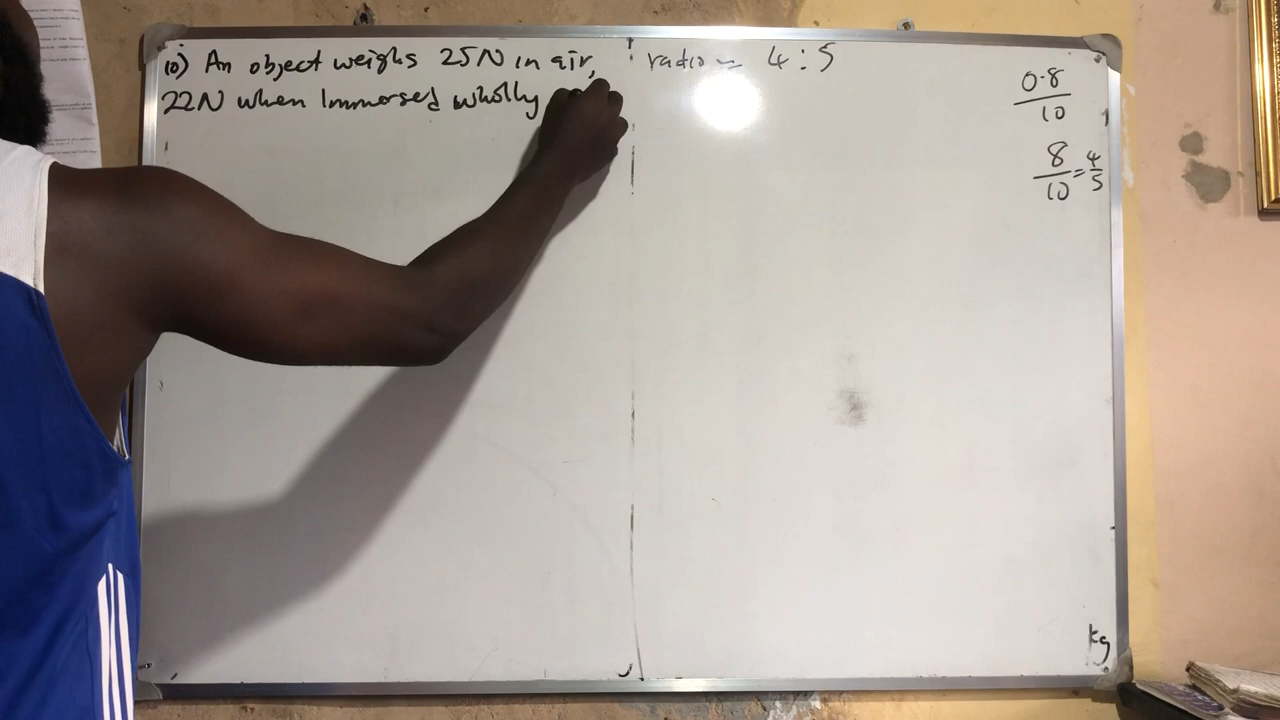 10) An object weighs 25N in air,
22N when Immersed wholly
ratio = 4:5
0.8
10
8
10
= 4
5
kg